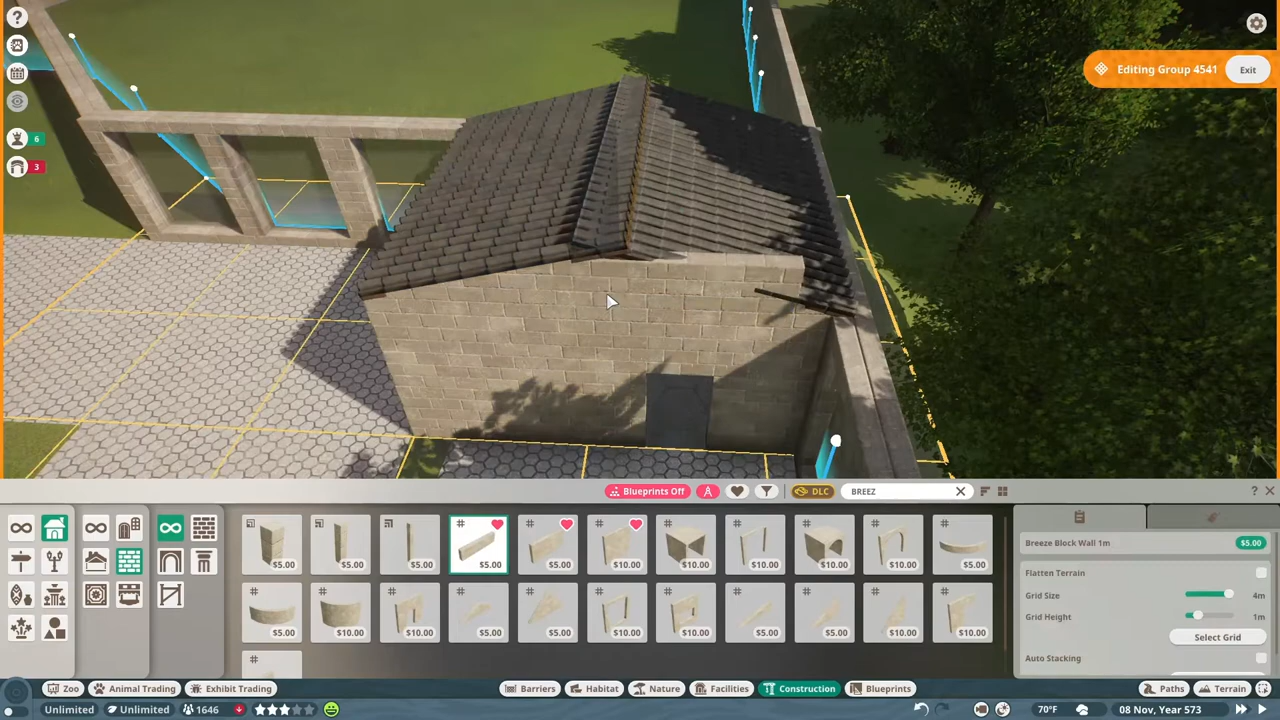 ?
Editing Group 4541 Exit
6
3
Blueprints Off DLC BREEZ
? ×
$5.00 $5.00 $5.00 $5.00 $5.00 $10.00 $10.00 $10.00 $10.00 $10.00 $5.00
Breeze Block Wall 1m $5.00
Flatten Terrain
Grid Size 4m
Grid Height 1m
$5.00 $10.00 $10.00 $5.00 $5.00 $10.00 $10.00 $5.00 $5.00 $10.00 $10.00
Select Grid
Auto Stacking
Zoo Animal Trading Exhibit Trading Barriers Habitat Nature Facilities Construction Blueprints Paths Terrain
Unlimited Unlimited 1646 70°F 08 Nov, Year 573